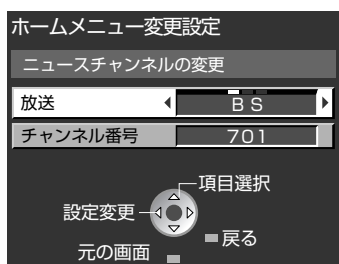 ホームメニュー変更設定
ニュースチャンネルの変更
放送 BS
チャンネル番号 701
項目選択
設定変更
戻る
元の画面